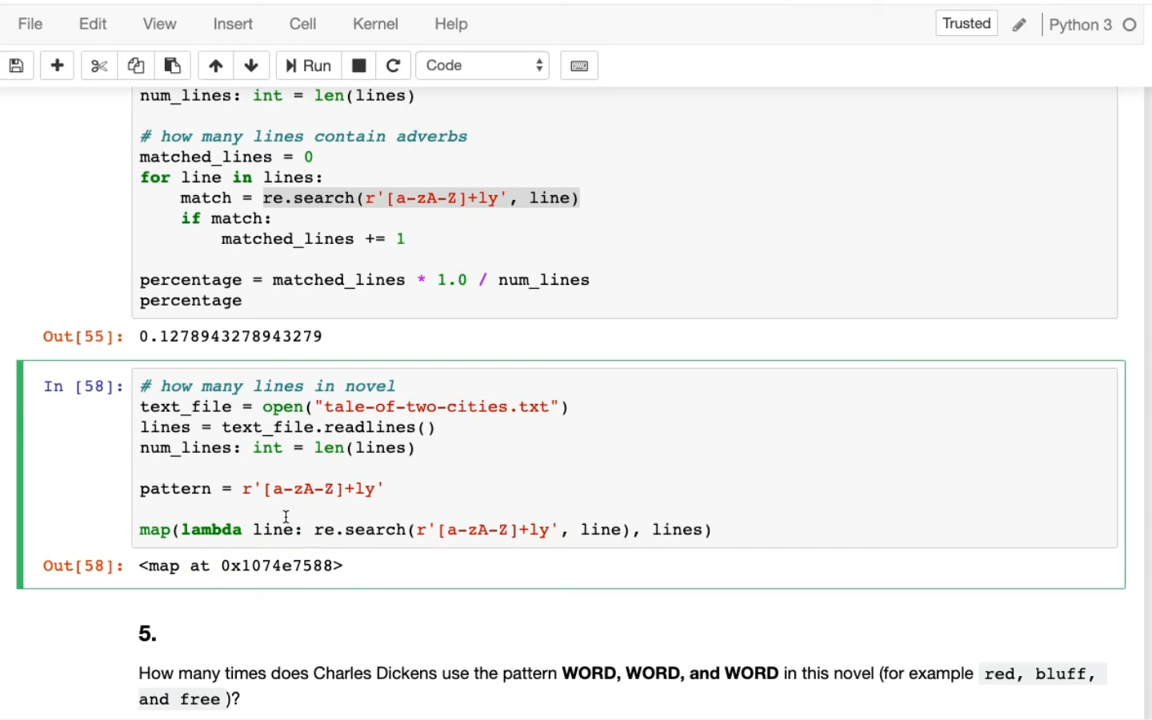 File Edit View Insert Cell Kernel Help Trusted Python 3
Run Code
num_lines: int = len(lines)
# how many lines contain adverbs
matched_lines = 0
for line in lines:
match = re.search(r'[a-zA-Z]+ly', line)
if match:
matched_lines += 1
percentage = matched_lines * 1.0 / num_lines
percentage
Out[55]: 0.1278943278943279
In [58]: # how many lines in novel
text_file = open("tale-of-two-cities.txt")
lines = text_file.readlines()
num_lines: int = len(lines)
pattern = r'[a-zA-Z]+ly'
map(lambda line: re.search(r'[a-zA-Z]+ly', line), lines)
Out[58]: <map at 0x1074e7588>
5.
How many times does Charles Dickens use the pattern WORD, WORD, and WORD in this novel (for example red, bluff,
and free )?